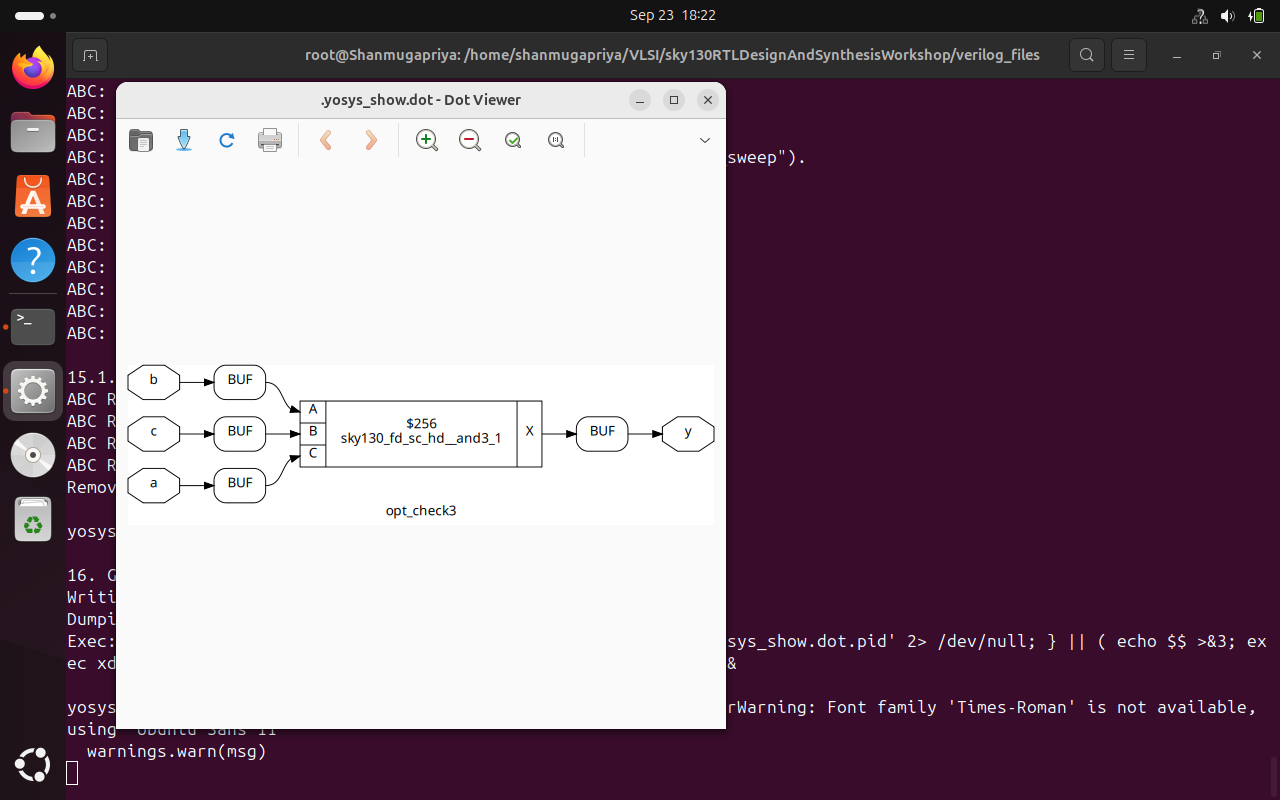 Sep 23 18:22
root@Shanmugapriya: /home/shanmugapriya/VLSI/sky130RTLDesignAndSynthesisWorkshop/verilog_files
.yosys_show.dot - Dot Viewer
ABC:
ABC:
ABC:
ABC: sweep").
ABC:
ABC:
ABC:
ABC:
ABC:
ABC:
ABC:
ABC:
b BUF
c BUF
a BUF
A
B
C
$256
sky130_fd_sc_hd__and3_1
X
BUF
y
opt_check3
15.1.
ABC R
ABC R
ABC R
ABC R
Remov
yosys
16. G
Writi
Dumpi
Exec: sys_show.dot.pid' 2> /dev/null; } || ( echo $$ >&3; ex
ec xd &
yosys rWarning: Font family 'Times-Roman' is not available,
using
warnings.warn(msg)